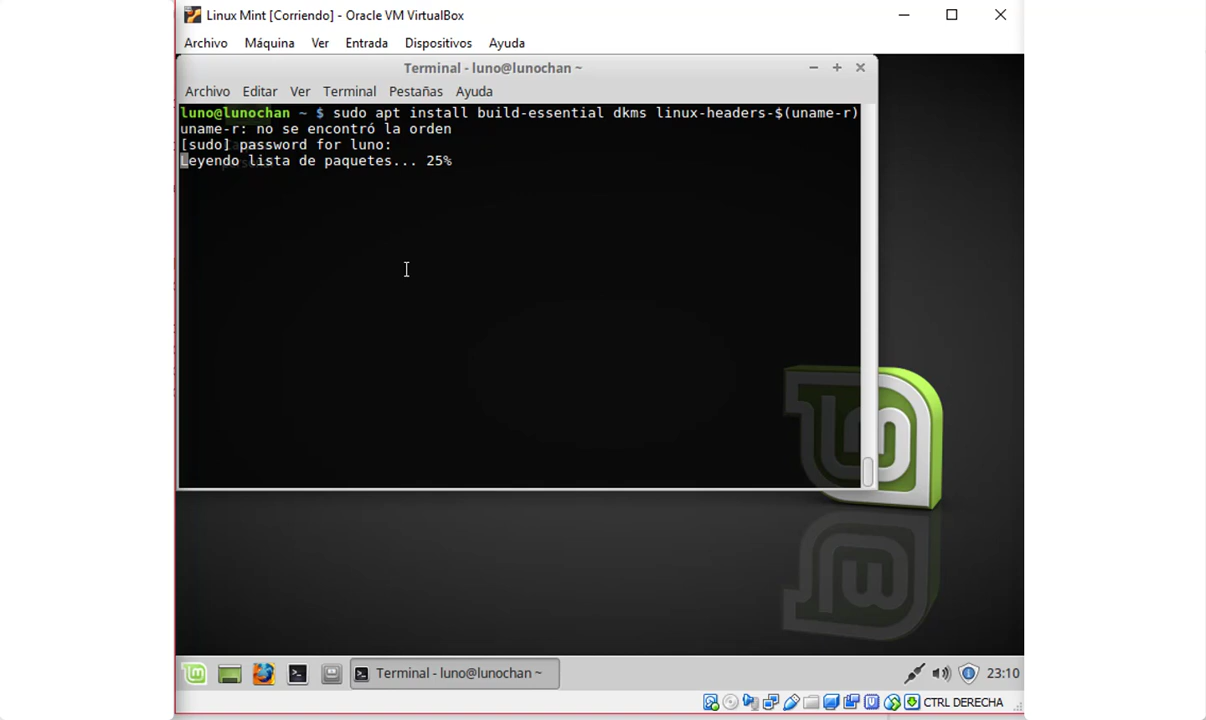 Linux Mint [Corriendo] - Oracle VM VirtualBox
Archivo Máquina Ver Entrada Dispositivos Ayuda
Terminal - luno@lunochan ~
Archivo Editar Ver Terminal Pestañas Ayuda
luno@lunochan ~ $ sudo apt install build-essential dkms linux-headers-$(uname-r)
uname-r: no se encontró la orden
[sudo] password for luno:
Leyendo lista de paquetes... 25%
Terminal - luno@lunochan ~
23:10
CTRL DERECHA